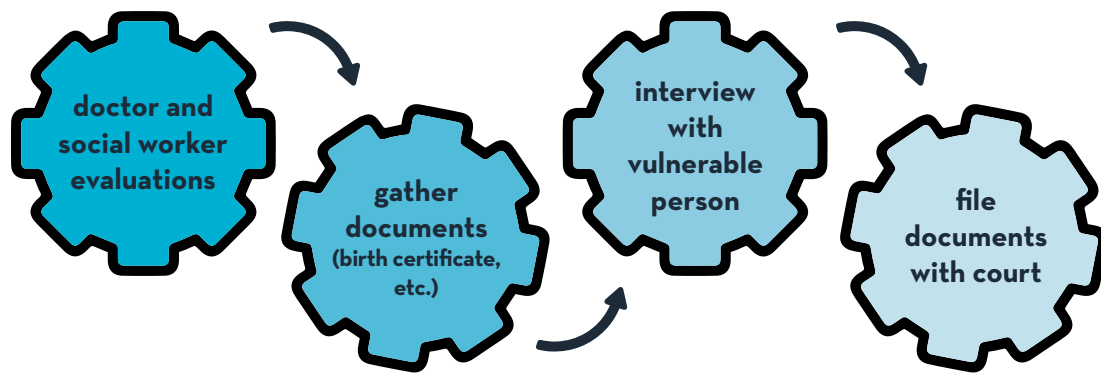 doctor and
social worker
evaluations
gather
documents
(birth certificate,
etc.)
interview
with
vulnerable
person
file
documents
with court